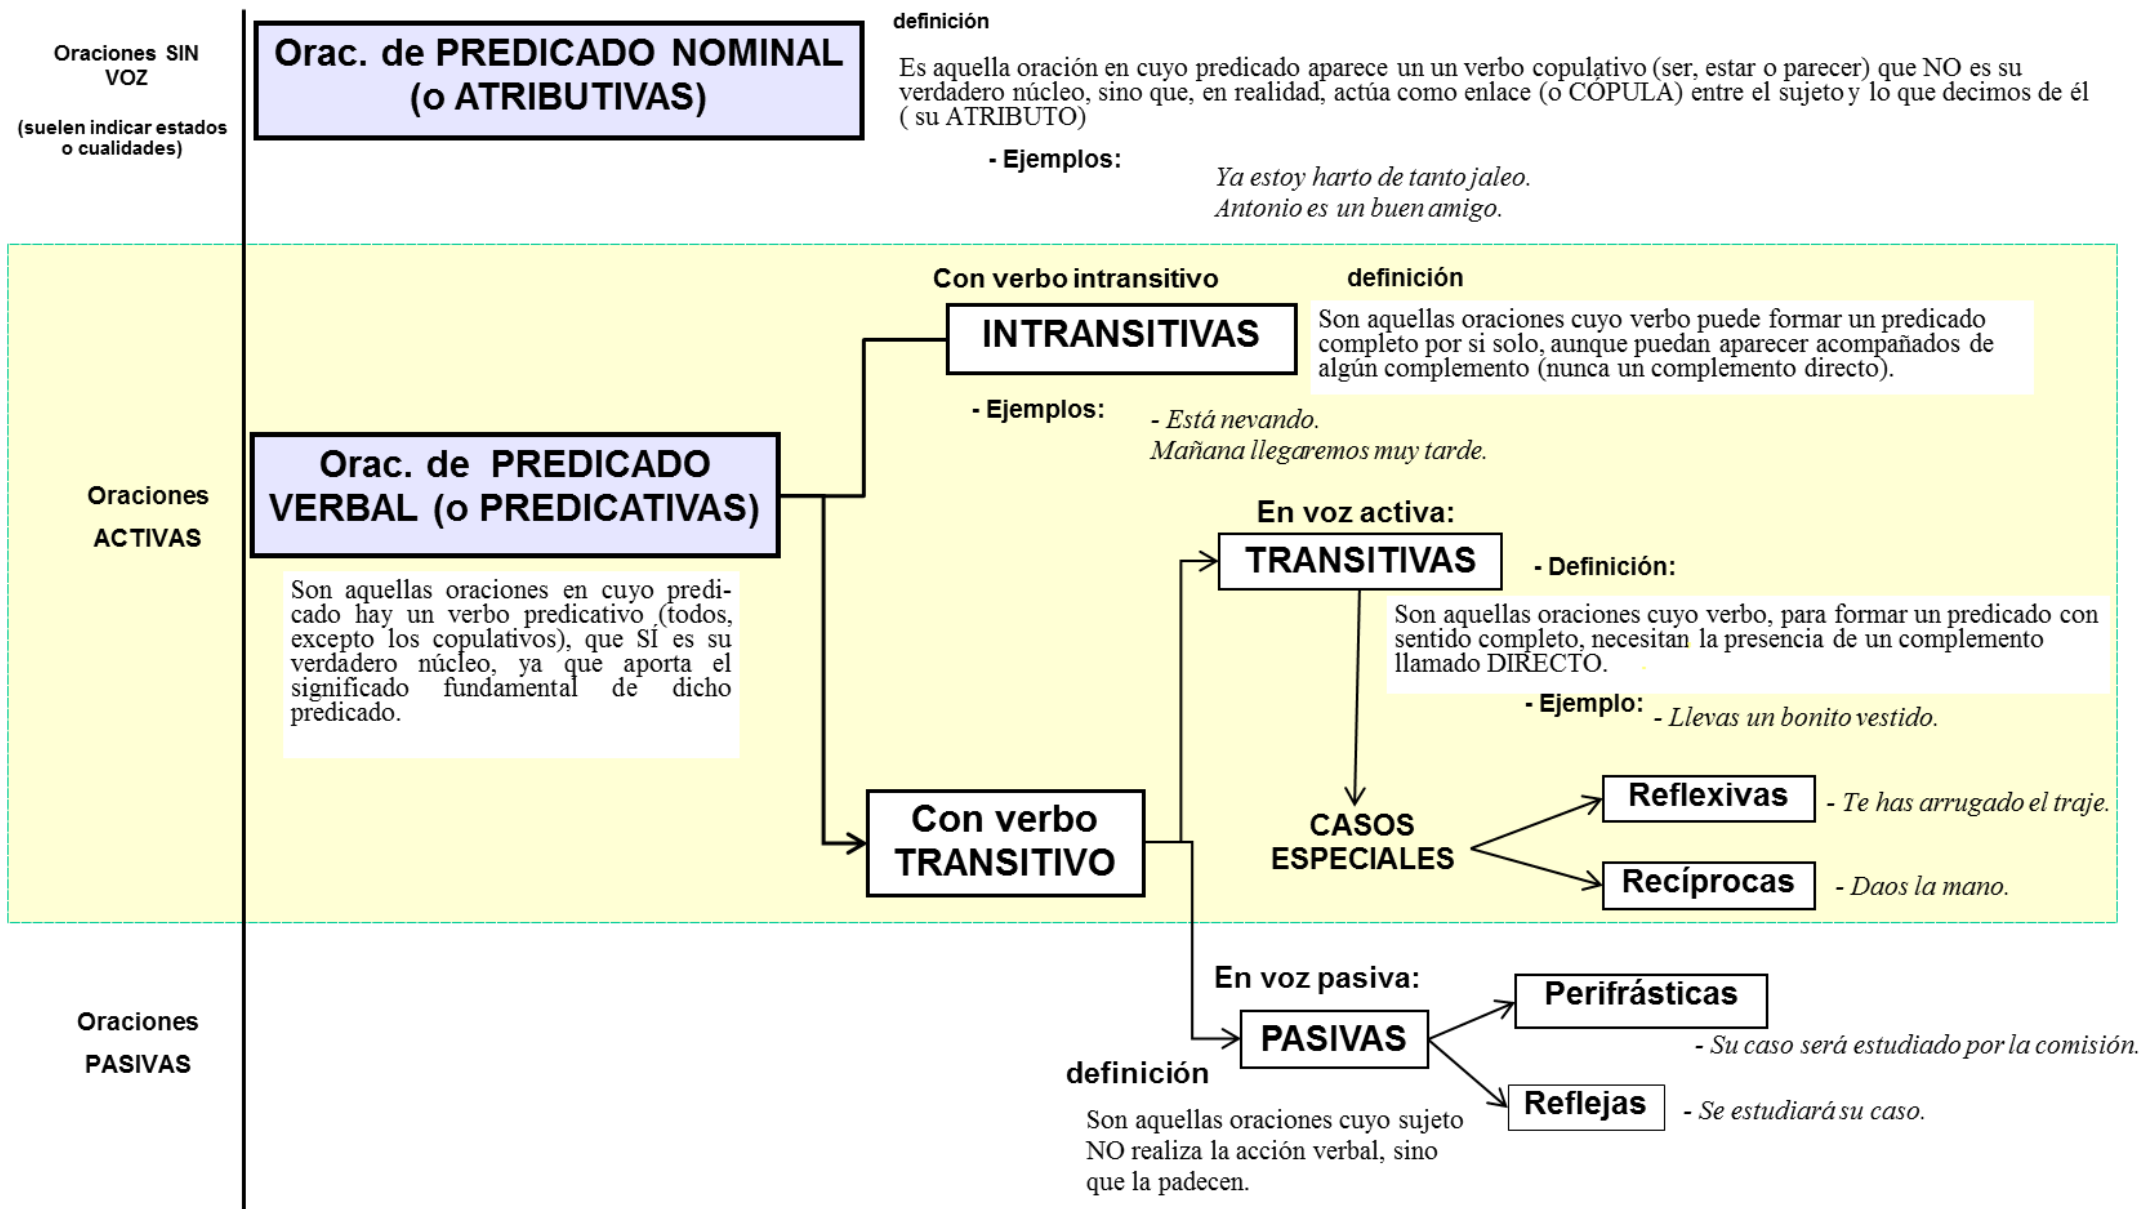 Oraciones SIN
VOZ
(suelen indicar estados
o cualidades)
Orac. de PREDICADO NOMINAL
(o ATRIBUTIVAS)
definición
Es aquella oración en cuyo predicado aparece un un verbo copulativo (ser, estar o parecer) que NO es su
verdadero núcleo, sino que, en realidad, actúa como enlace (o CÓPULA) entre el sujeto y lo que decimos de él
( su ATRIBUTO)
- Ejemplos:
Ya estoy harto de tanto jaleo.
Antonio es un buen amigo.
Con verbo intransitivo
INTRANSITIVAS
definición
Son aquellas oraciones cuyo verbo puede formar un predicado
completo por si solo, aunque puedan aparecer acompañados de
algún complemento (nunca un complemento directo).
- Ejemplos:
- Está nevando.
Mañana llegaremos muy tarde.
Oraciones
ACTIVAS
Orac. de PREDICADO
VERBAL (o PREDICATIVAS)
Son aquellas oraciones en cuyo predi-
cado hay un verbo predicativo (todos,
excepto los copulativos), que SÍ es su
verdadero núcleo, ya que aporta el
significado fundamental de dicho
predicado.
En voz activa:
TRANSITIVAS
- Definición:
Son aquellas oraciones cuyo verbo, para formar un predicado con
sentido completo, necesitan la presencia de un complemento
llamado DIRECTO.
- Ejemplo:
- Llevas un bonito vestido.
Con verbo
TRANSITIVO
CASOS
ESPECIALES
Reflexivas
- Te has arrugado el traje.
Recíprocas
- Daos la mano.
Oraciones
PASIVAS
En voz pasiva:
PASIVAS
Perifrásticas
- Su caso será estudiado por la comisión.
Reflejas
- Se estudiará su caso.
definición
Son aquellas oraciones cuyo sujeto
NO realiza la acción verbal, sino
que la padecen.